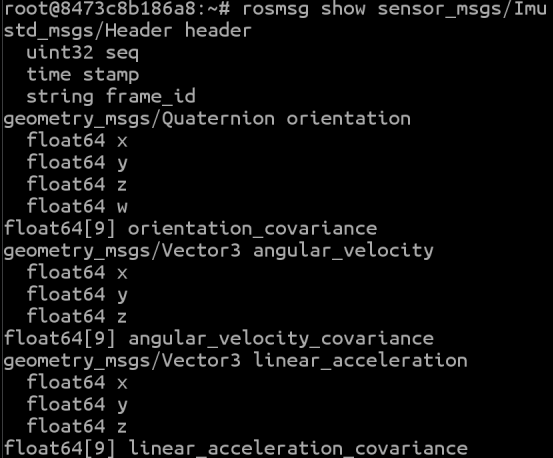 root@8473c8b186a8:~# rosmsg show sensor_msgs/Imu
std_msgs/Header header
  uint32 seq
  time stamp
  string frame_id
geometry_msgs/Quaternion orientation
  float64 x
  float64 y
  float64 z
  float64 w
float64[9] orientation_covariance
geometry_msgs/Vector3 angular_velocity
  float64 x
  float64 y
  float64 z
float64[9] angular_velocity_covariance
geometry_msgs/Vector3 linear_acceleration
  float64 x
  float64 y
  float64 z
float64[9] linear_acceleration_covariance